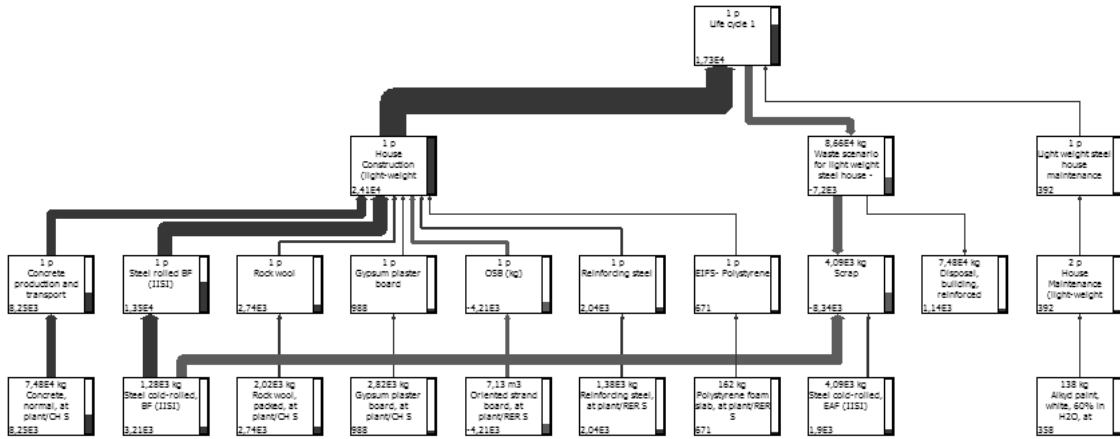 1 p
Life cycle 1
1,73E4
1 p
House
Construction
(light-weight
2,41E4
8,66E4 kg
Waste scenario
for light weight
steel house -
-7,2E3
1 p
Light weight steel
house
maintenance
392
1 p
Concrete
production and
transport
8,25E3
1 p
Steel rolled BF
(IISI)
1,35E4
1 p
Rock wool
2,74E3
1 p
Gypsum plaster
board
988
1 p
OSB (kg)
-4,21E3
1 p
Reinforcing steel
2,04E3
1 p
EIFS- Polystyrene
671
4,09E3 kg
Scrap
-8,34E3
7,48E4 kg
Disposal,
building,
reinforced
1,14E3
2 p
House
Maintenance
(light-weight
392
7,48E4 kg
Concrete,
normal, at
plant/CH S
8,25E3
1,28E3 kg
Steel cold-rolled,
BF (IISI)
3,21E3
2,02E3 kg
Rock wool,
packed, at
plant/CH S
2,74E3
2,82E3 kg
Gypsum plaster
board, at
plant/CH S
988
7,13 m3
Oriented strand
board, at
plant/RER S
-4,21E3
1,38E3 kg
Reinforcing steel,
at plant/RER S
2,04E3
162 kg
Polystyrene foam
slab, at plant/RER
S
671
4,09E3 kg
Steel cold-rolled,
EAF (IISI)
1,9E3
138 kg
Alkyd paint,
white, 60% in
H2O, at
358